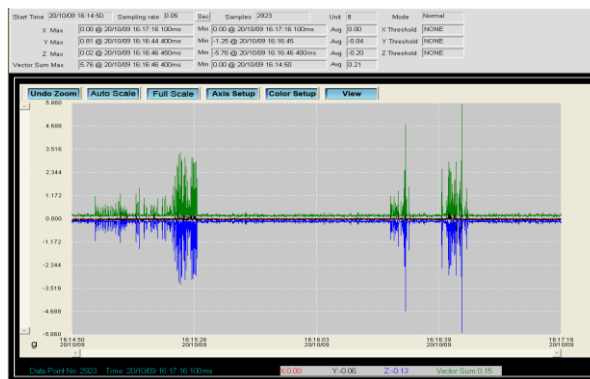 Start Time 20/10/09 16:14:50 Sampling rate 0.05 Sec Samples 2923 Unit g Mode Normal
X Max 0.00 @ 20/10/09 16:17:16 100ms Min 0.00 @ 20/10/09 16:17:16 100ms Avg 0.00 X Threshold NONE
Y Max 0.81 @ 20/10/09 16:16:44 400ms Min -1.25 @ 20/10/09 16:16:45 Avg -0.04 Y Threshold NONE
Z Max 0.02 @ 20/10/09 16:16:46 450ms Min -5.76 @ 20/10/09 16:16:46 400ms Avg -0.20 Z Threshold NONE
Vector Sum Max 5.76 @ 20/10/09 16:16:46 400ms Min 0.00 @ 20/10/09 16:14:50 Avg 0.21
Undo Zoom Auto Scale Full Scale Axis Setup Color Setup View
5.860
4.688
3.516
2.344
1.172
0.000
-1.172
-2.344
-3.516
-4.688
-5.860
16:14:50 16:15:26 16:16:03 16:16:39 16:17:16
g 20/10/09 20/10/09 20/10/09 20/10/09 20/10/09
Data Point No. 2923 Time: 20/10/09 16:17:16 100ms X:0.00 Y:-0.06 Z:-0.13 Vector Sum:0.15